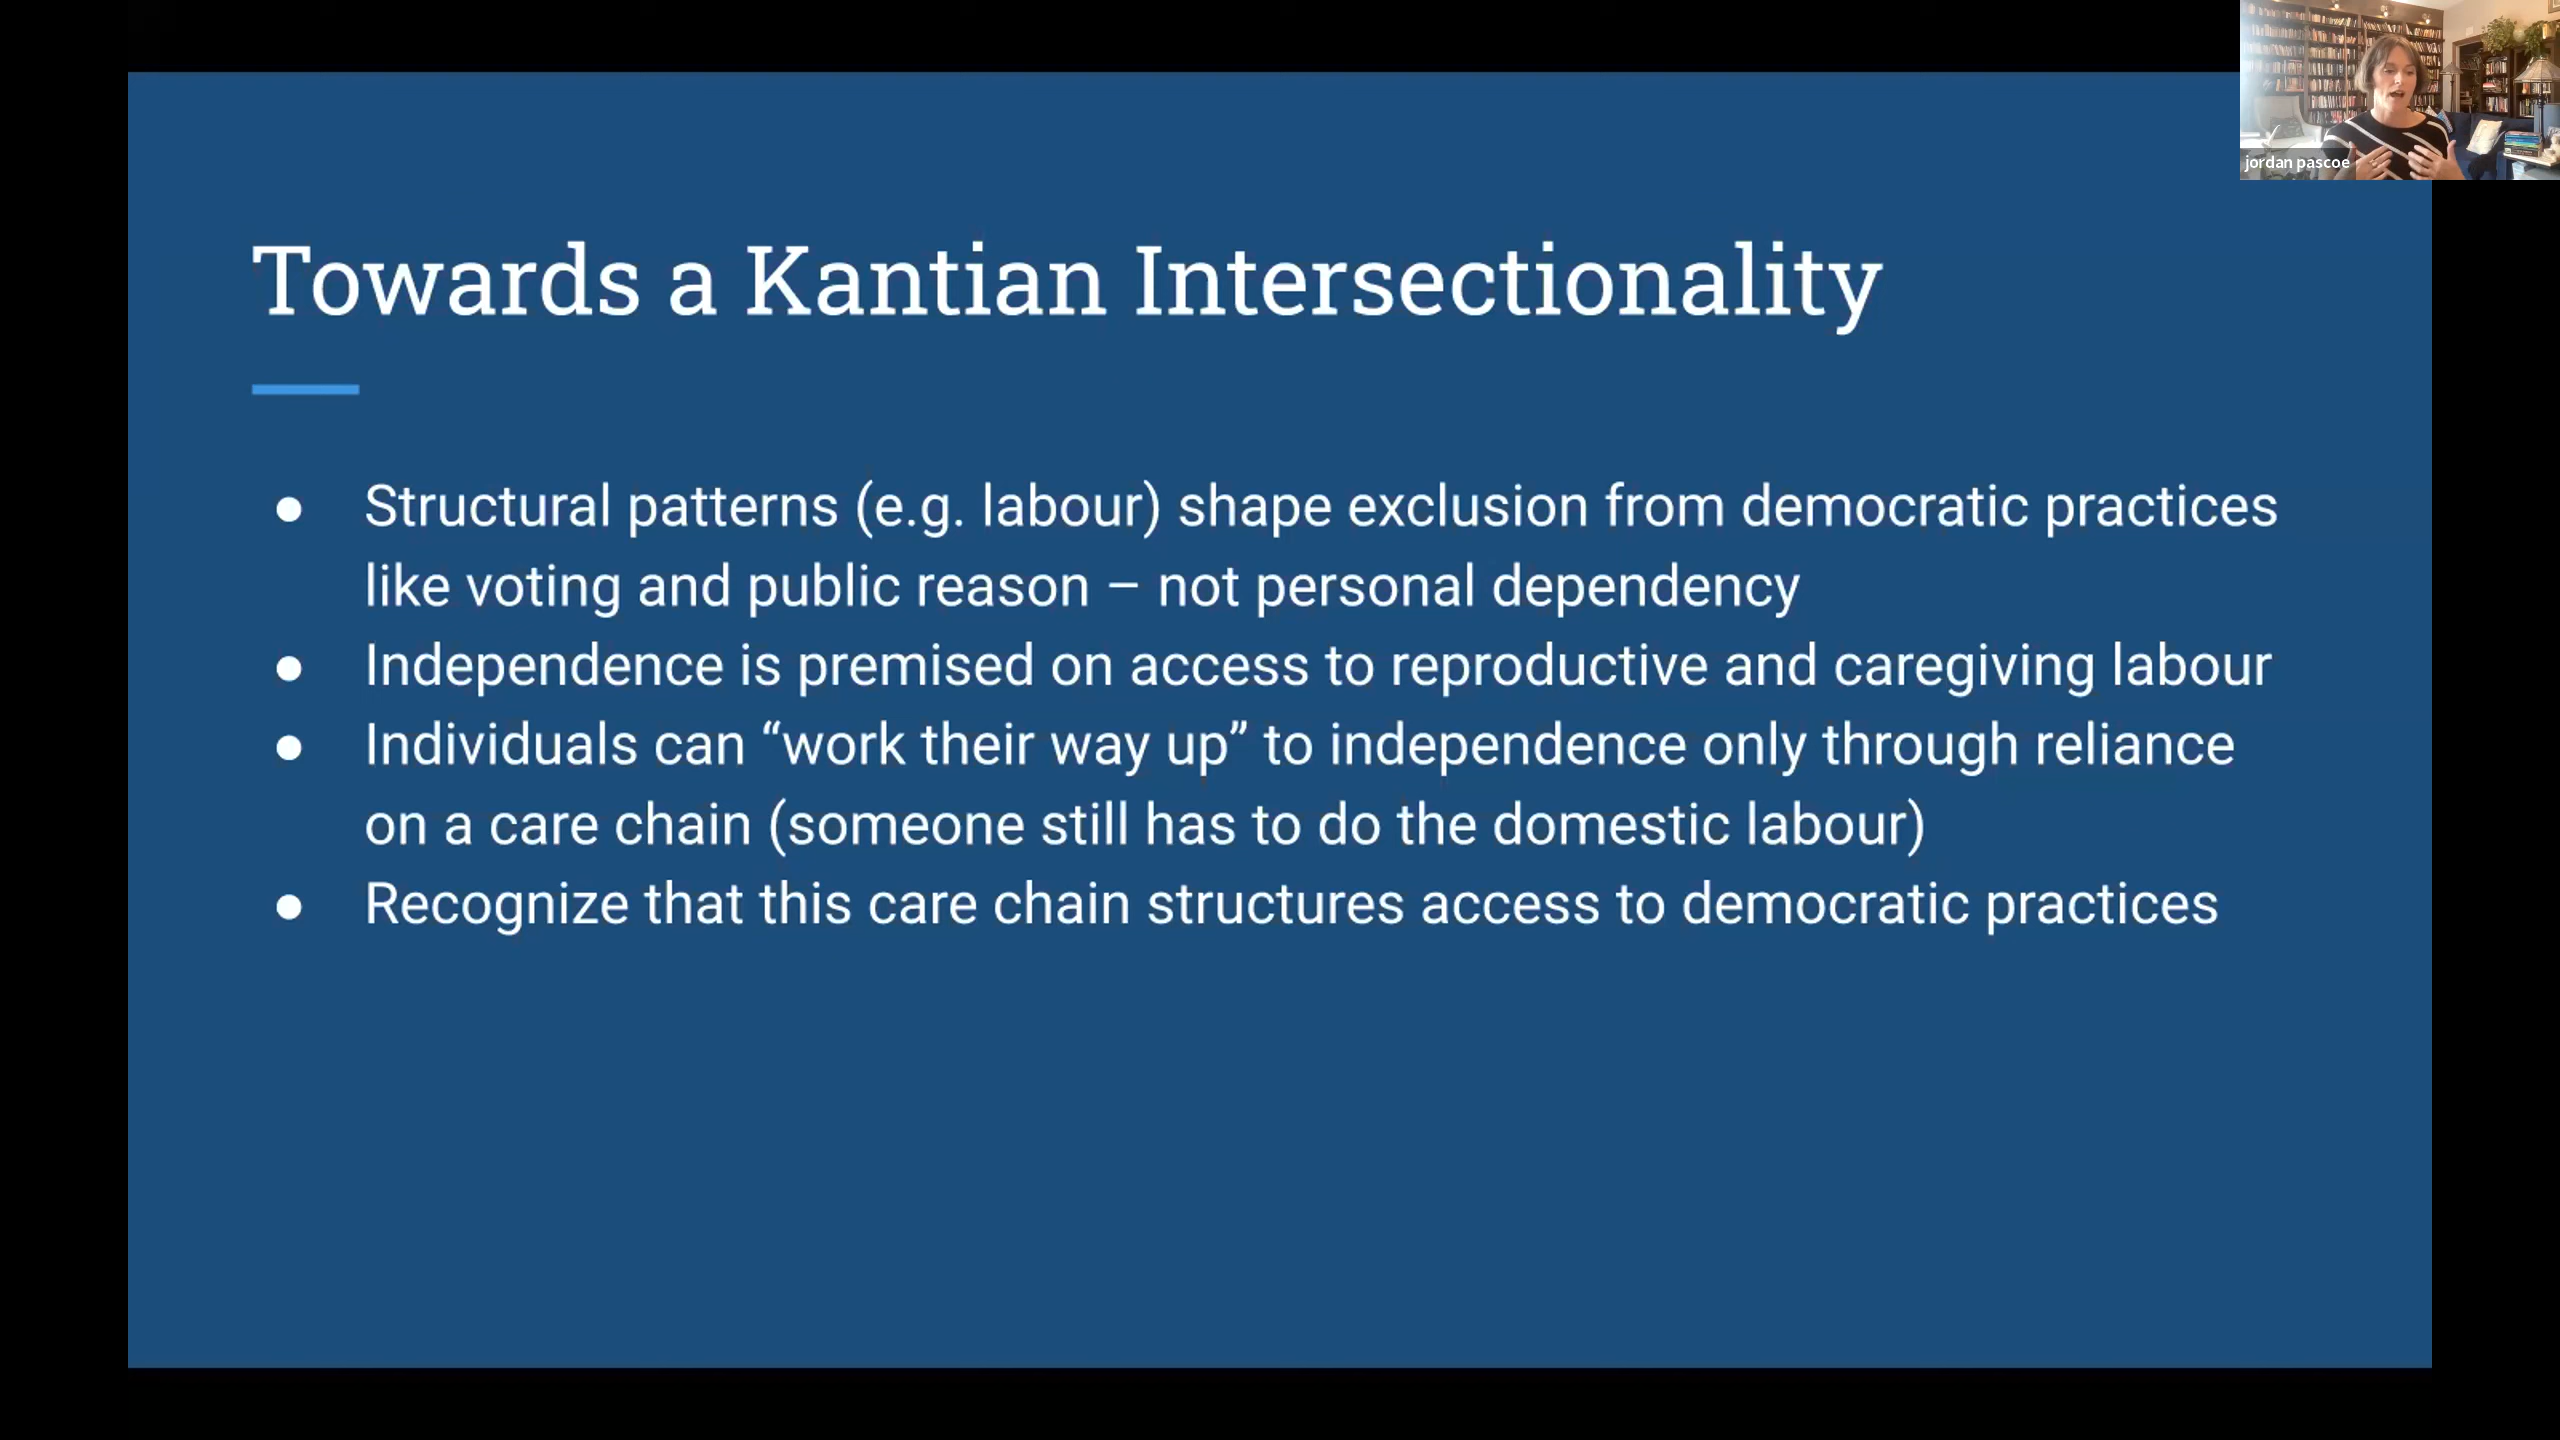 jordan pascoe
Towards a Kantian Intersectionality
● Structural patterns (e.g. labour) shape exclusion from democratic practices
like voting and public reason – not personal dependency
● Independence is premised on access to reproductive and caregiving labour
● Individuals can “work their way up” to independence only through reliance
on a care chain (someone still has to do the domestic labour)
● Recognize that this care chain structures access to democratic practices